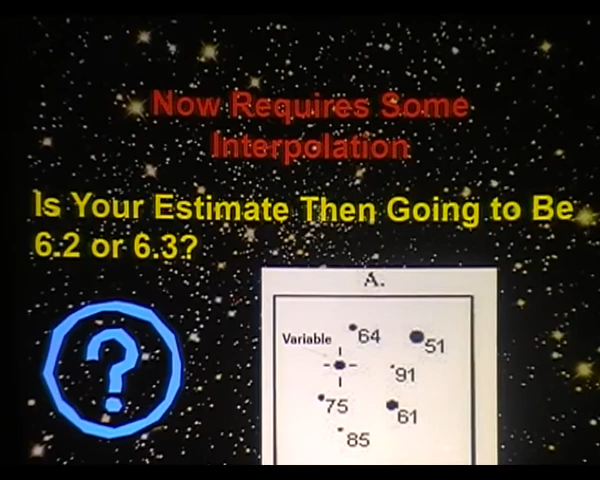 Now Requires Some
Interpolation
Is Your Estimate Then Going to Be
6.2 or 6.3?
A.
Variable
64
51
91
75
61
85
?